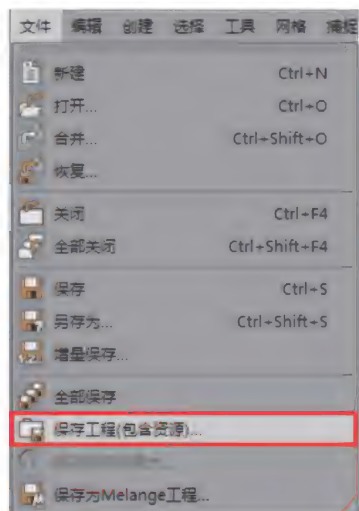 文件 编辑 创建 选择 工具 网格 捕捉
新建 Ctrl+N
打开... Ctrl+O
合并... Ctrl+Shift+O
恢复...
关闭 Ctrl+F4
全部关闭 Ctrl+Shift+F4
保存 Ctrl+S
另存为... Ctrl+Shift+S
增量保存...
全部保存
保存工程(包含资源)...
保存为Melange工程...